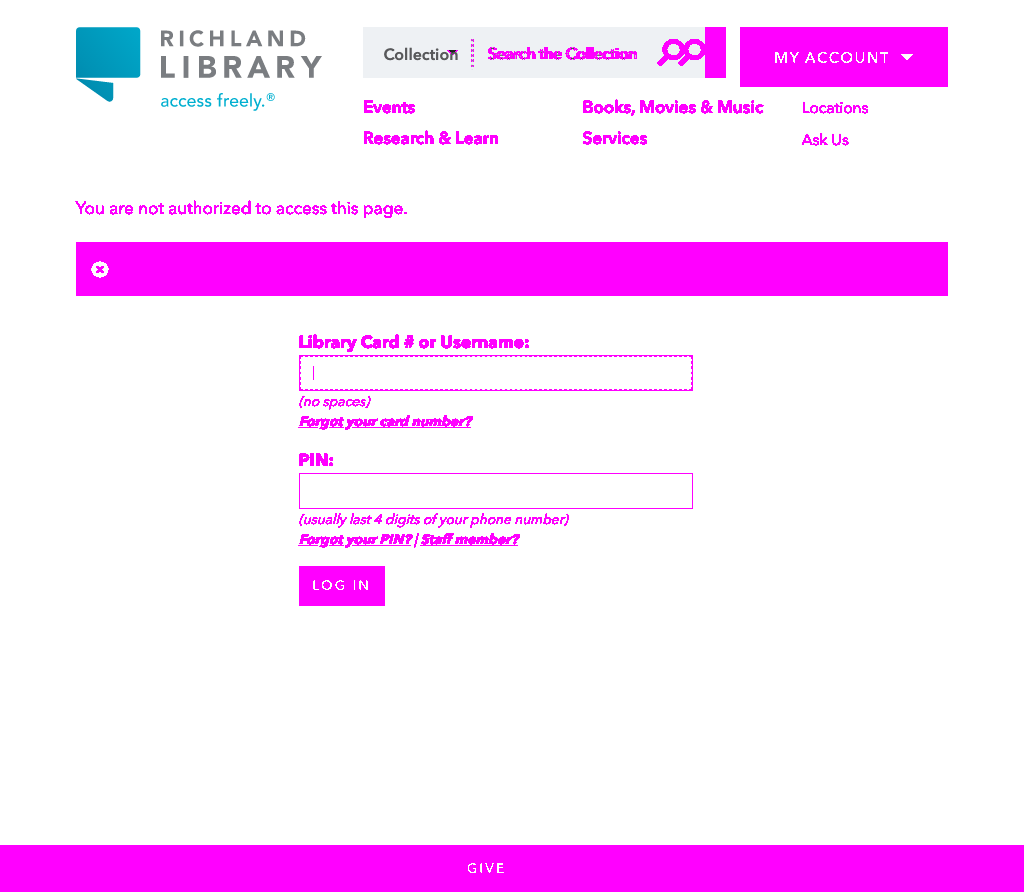 RICHLAND
LIBRARY
access freely.®
Collection
Search the Collection
MY ACCOUNT
Events
Books, Movies & Music
Locations
Research & Learn
Services
Ask Us
You are not authorized to access this page.
Library Card # or Username:
(no spaces)
Forgot your card number?
PIN:
(usually last 4 digits of your phone number)
Forgot your PIN? | Staff member?
LOG IN
GIVE